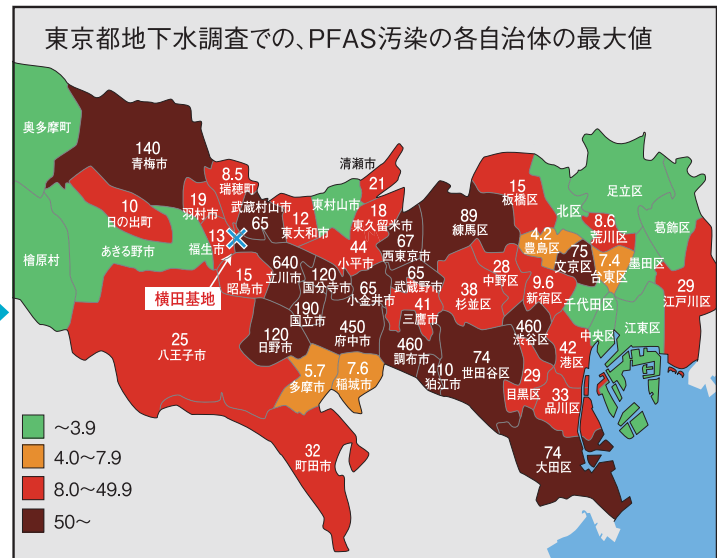 東京都地下水調査での、PFAS汚染の各自治体の最大値
奥多摩町
140
青梅市
8.5
瑞穂町
清瀬市
21
19
羽村市
武蔵村山市
65
12
東大和市
東村山市
18
東久留米市
10
日の出町
檜原村
あきる野市
13
福生市
横田基地
15
昭島市
640
立川市
44
小平市
120
国分寺市
67
西東京市
65
小金井市
65
武蔵野市
41
三鷹市
190
国立市
120
日野市
450
府中市
460
調布市
410
狛江市
25
八王子市
5.7
多摩市
7.6
稲城市
32
町田市
89
練馬区
15
板橋区
北区
足立区
葛飾区
8.6
荒川区
4.2
豊島区
75
文京区
7.4
台東区
墨田区
29
江戸川区
28
中野区
38
杉並区
9.6
新宿区
千代田区
中央区
江東区
460
渋谷区
42
港区
74
世田谷区
29
目黒区
33
品川区
74
大田区
～3.9
4.0～7.9
8.0～49.9
50～